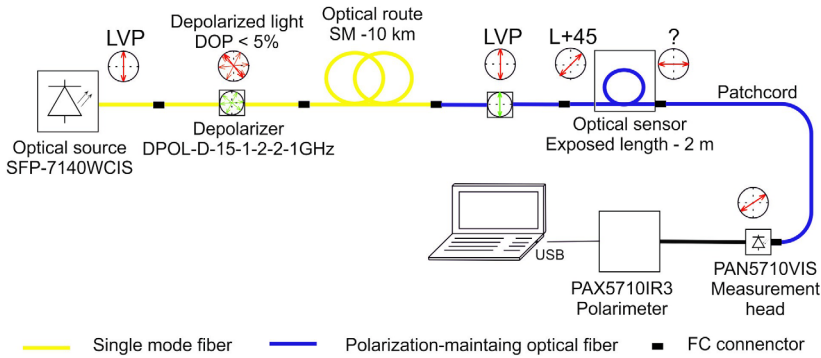 LVP
Depolarized light
DOP < 5%
Optical route
SM -10 km
LVP
L+45
?
Patchcord
Optical source
SFP-7140WCIS
Depolarizer
DPOL-D-15-1-2-2-1GHz
Optical sensor
Exposed length - 2 m
USB
PAX5710IR3
Polarimeter
PAN5710VIS
Measurement
head
Single mode fiber
Polarization-maintaing optical fiber
FC connenctor